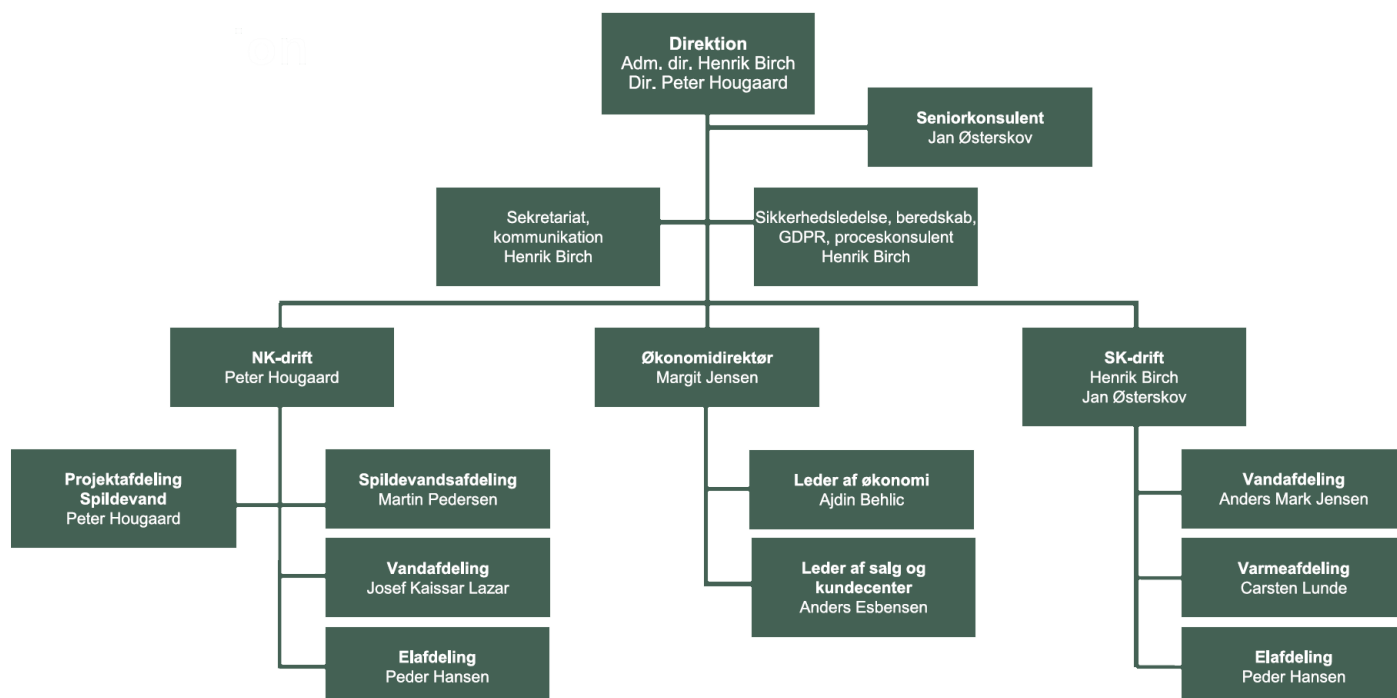 Direktion
Adm. dir. Henrik Birch
Dir. Peter Hougaard
Seniorkonsulent
Jan Østerskov
Sekretariat,
kommunikation
Henrik Birch
Sikkerhedsledelse, beredskab,
GDPR, proceskonsulent
Henrik Birch
NK-drift
Peter Hougaard
Økonomidirektør
Margit Jensen
SK-drift
Henrik Birch
Jan Østerskov
Projektafdeling
Spildevand
Peter Hougaard
Spildevandsafdeling
Martin Pedersen
Vandafdeling
Josef Kaissar Lazar
Elafdeling
Peder Hansen
Leder af økonomi
Ajdin Behlic
Leder af salg og
kundecenter
Anders Esbensen
Vandafdeling
Anders Mark Jensen
Varmeafdeling
Carsten Lunde
Elafdeling
Peder Hansen